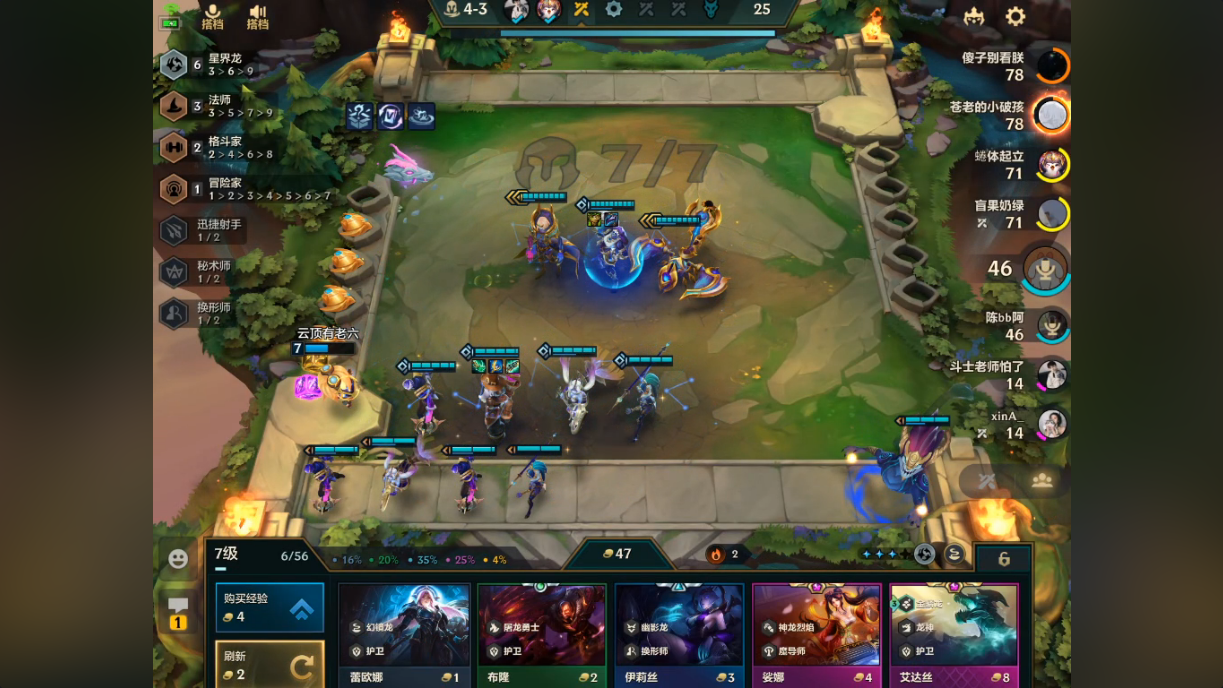 搭档
搭档
4-3
25
6 星界龙
3 > 6 > 9
3 法师
3 > 5 > 7 > 9
2 格斗家
2 > 4 > 6 > 8
1 冒险家
1 > 2 > 3 > 4 > 5 > 6 > 7
迅捷射手
1 / 2
秘术师
1 / 2
换形师
1 / 2
7/7
云顶有老六
7
傻子别看朕
78
苍老的小破孩
78
蜷体起立
71
盲果奶绿
71
46
陈bb阿
46
斗士老师怕了
14
xinA_
14
7级
6/56
16% 20% 35% 25% 4%
47
2
购买经验
4
刷新
2
1
幻镜龙
护卫
蕾欧娜 1
屠龙勇士
护卫
布隆 2
幽影龙
换形师
伊莉丝 3
神龙烈焰
魔导师
娑娜 4
3
龙神
护卫
艾达丝 8